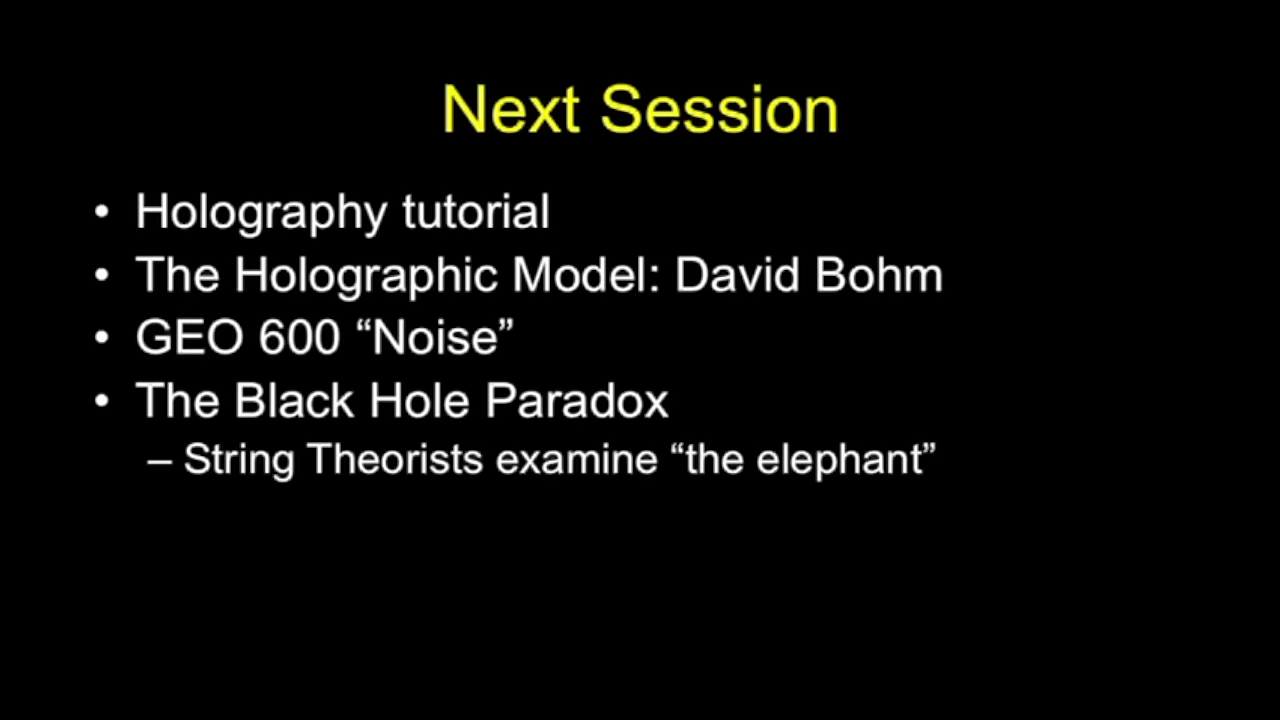 Next Session
• Holography tutorial
• The Holographic Model: David Bohm
• GEO 600 “Noise”
• The Black Hole Paradox
– String Theorists examine “the elephant”